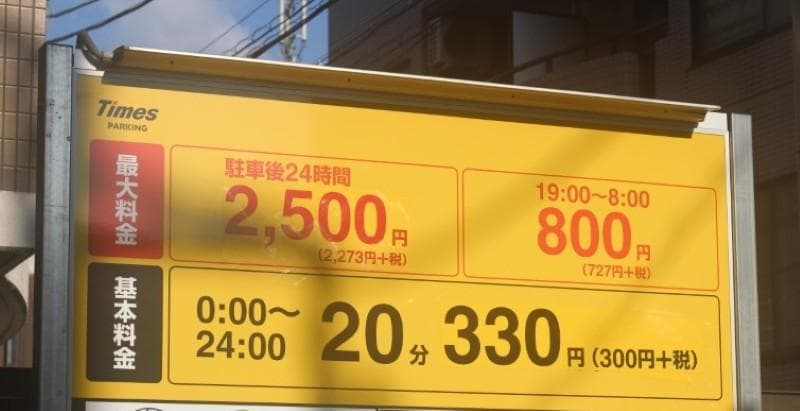 Times
PARKING
最大料金
駐車後24時間
2,500円
(2,273円+税)
19:00〜8:00
800円
(727円+税)
基本料金
0:00〜
24:00
20分 330円(300円+税)